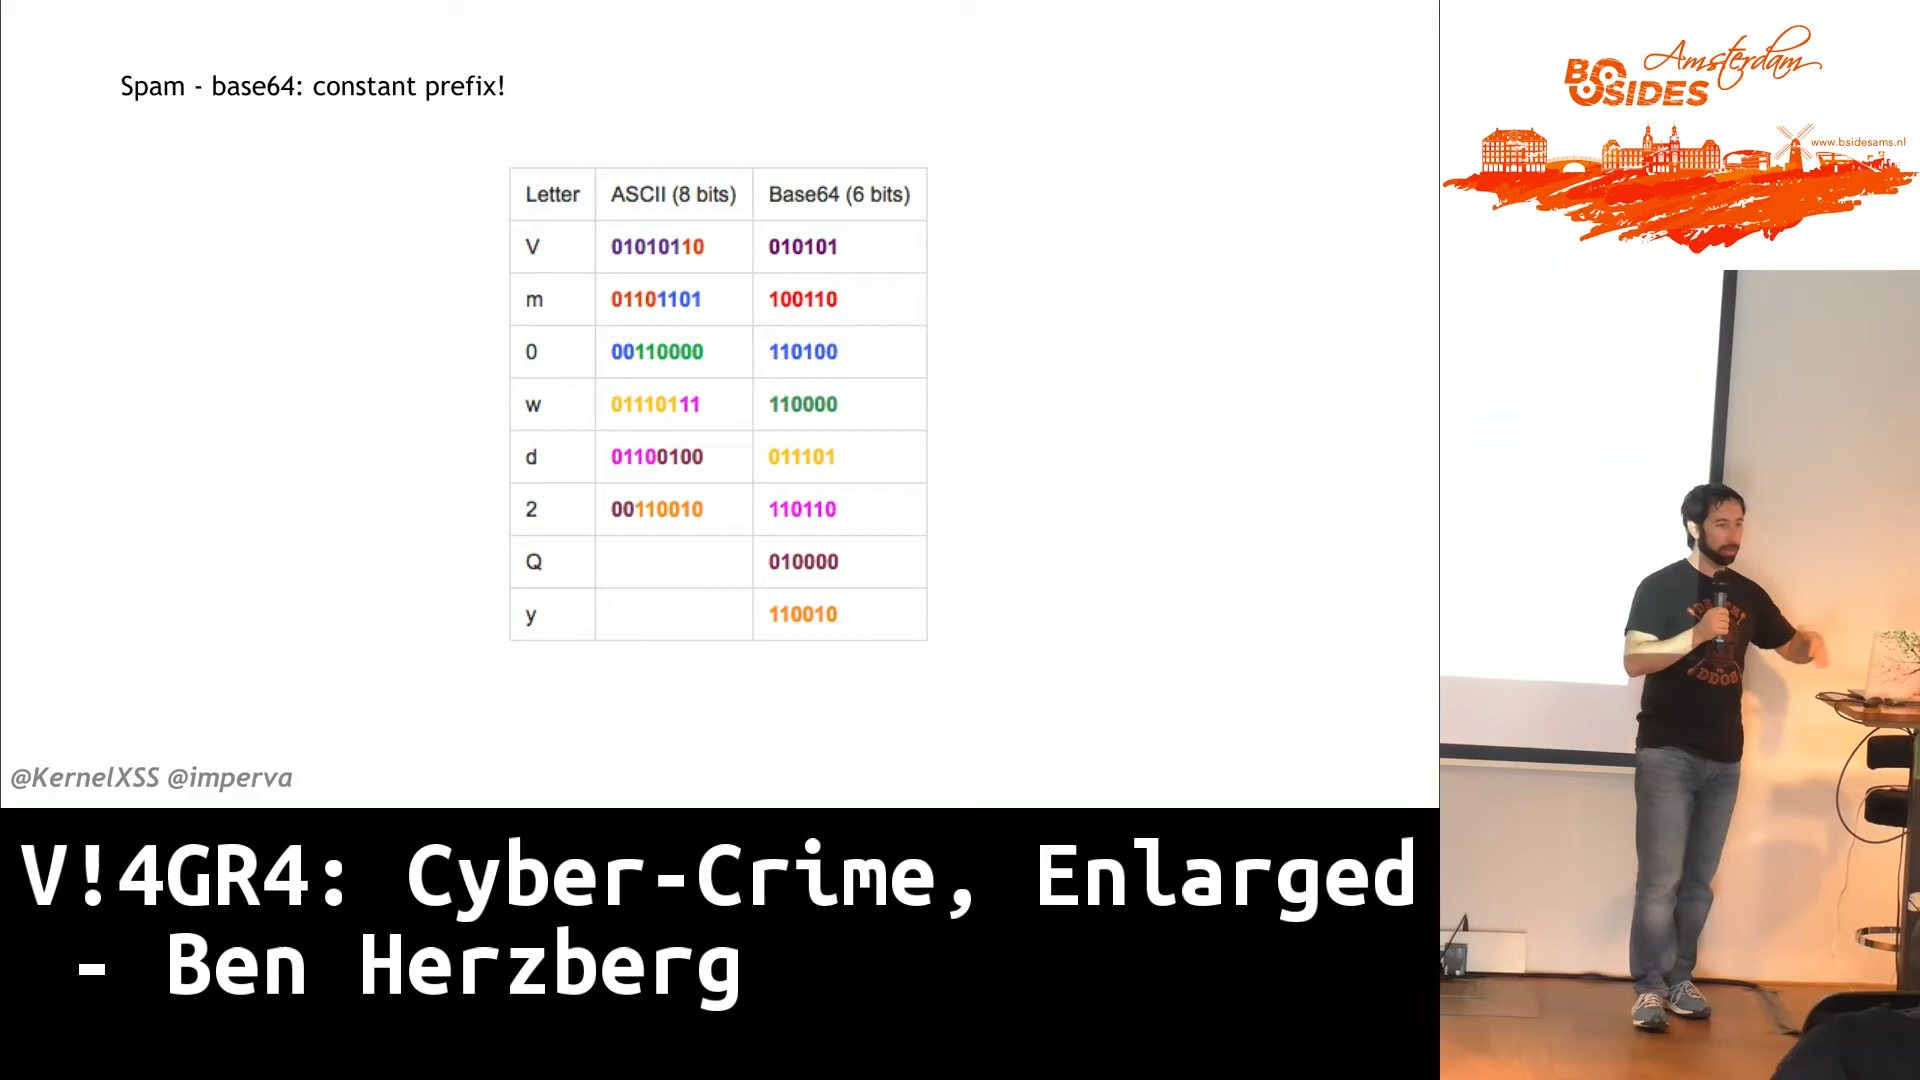 Spam - base64: constant prefix!
Letter ASCII (8 bits) Base64 (6 bits)
V 01010110 010101
m 01101101 100110
0 00110000 110100
w 01110111 110000
d 01100100 011101
2 00110010 110110
Q 010000
y 110010
@KernelXSS @imperva
V!4GR4: Cyber-Crime, Enlarged
- Ben Herzberg
Amsterdam
BSIDES
www.bsidesams.nl
DDOS